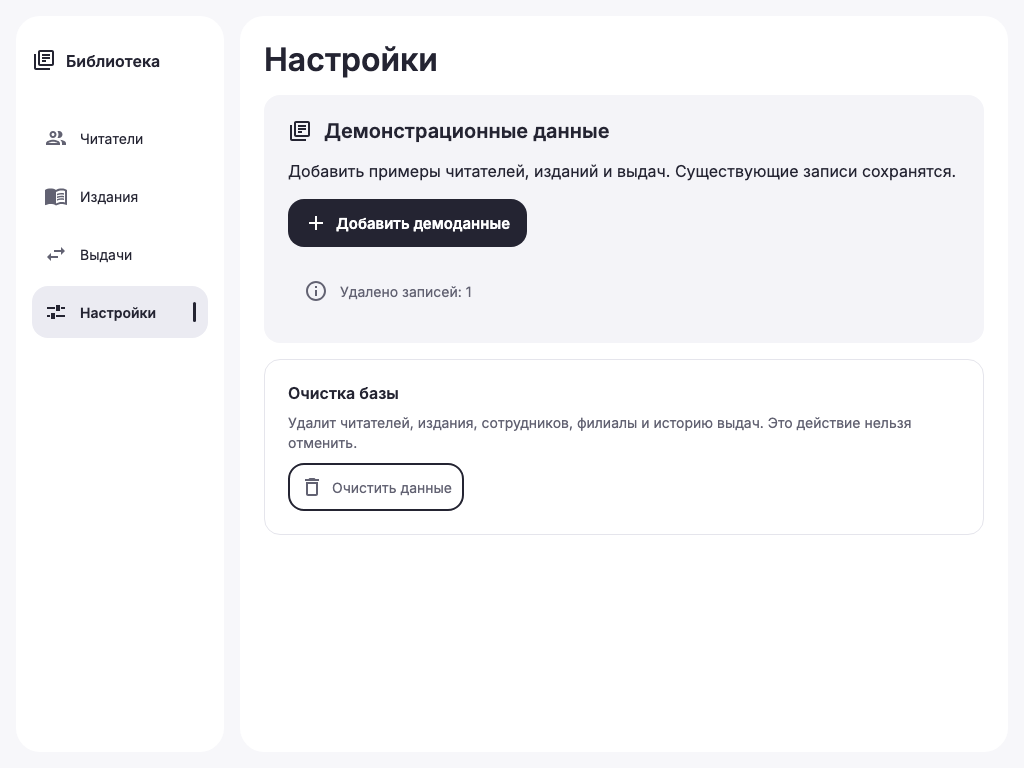 Библиотека
Читатели
Издания
Выдачи
Настройки
Настройки
Демонстрационные данные
Добавить примеры читателей, изданий и выдач. Существующие записи сохранятся.
Добавить демоданные
Удалено записей: 1
Очистка базы
Удалит читателей, издания, сотрудников, филиалы и историю выдач. Это действие нельзя
отменить.
Очистить данные